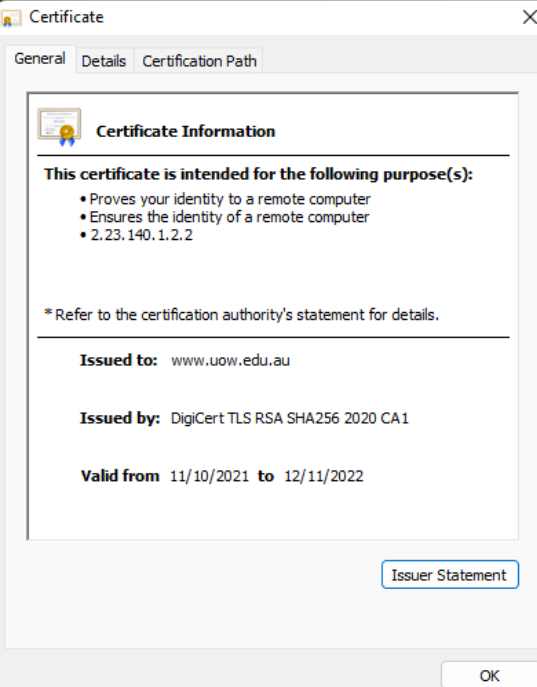 Certificate
General Details Certification Path
Certificate Information
This certificate is intended for the following purpose(s):
• Proves your identity to a remote computer
• Ensures the identity of a remote computer
• 2.23.140.1.2.2
* Refer to the certification authority's statement for details.
Issued to: www.uow.edu.au
Issued by: DigiCert TLS RSA SHA256 2020 CA1
Valid from 11/10/2021 to 12/11/2022
Issuer Statement
OK